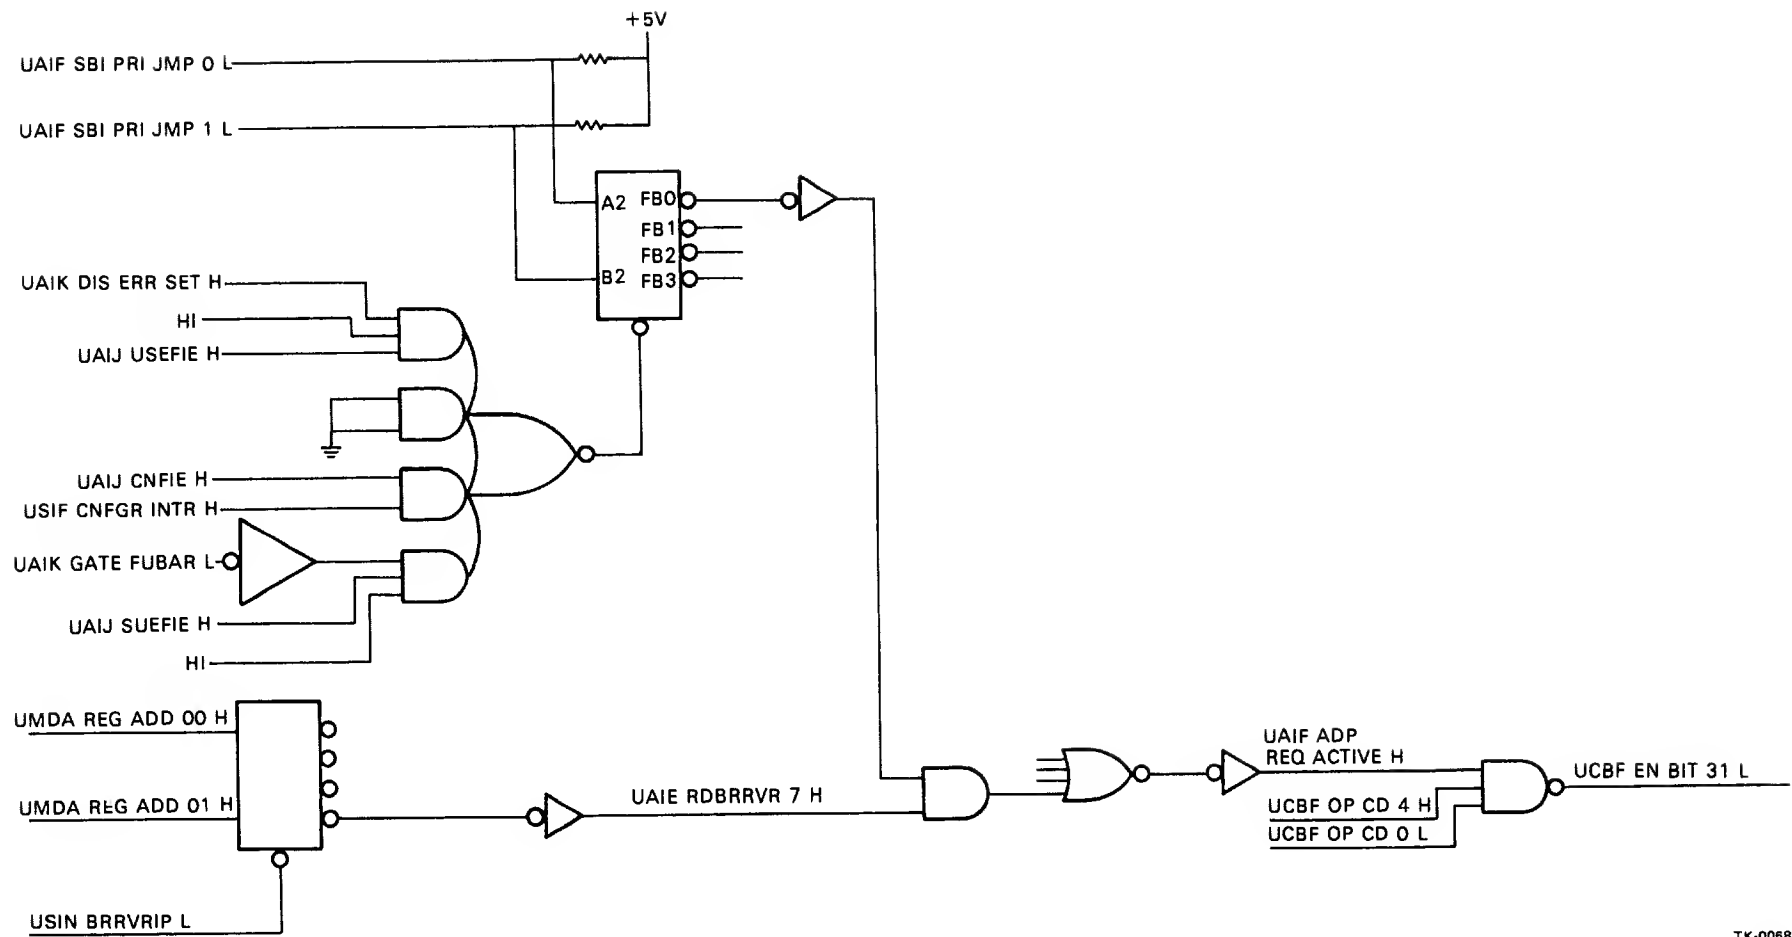 +5V
UAIF SBI PRI JMP 0 L
UAIF SBI PRI JMP 1 L
A2 FB0
FB1
FB2
B2 FB3
UAIK DIS ERR SET H
HI
UAIJ USEFIE H
UAIJ CNFIE H
USIF CNFGR INTR H
UAIK GATE FUBAR L
UAIJ SUEFIE H
HI
UMDA REG ADD 00 H
UMDA REG ADD 01 H
USIN BRRVRIP L
UAIE RDBRRVR 7 H
UAIF ADP
REQ ACTIVE H
UCBF OP CD 4 H
UCBF OP CD 0 L
UCBF EN BIT 31 L